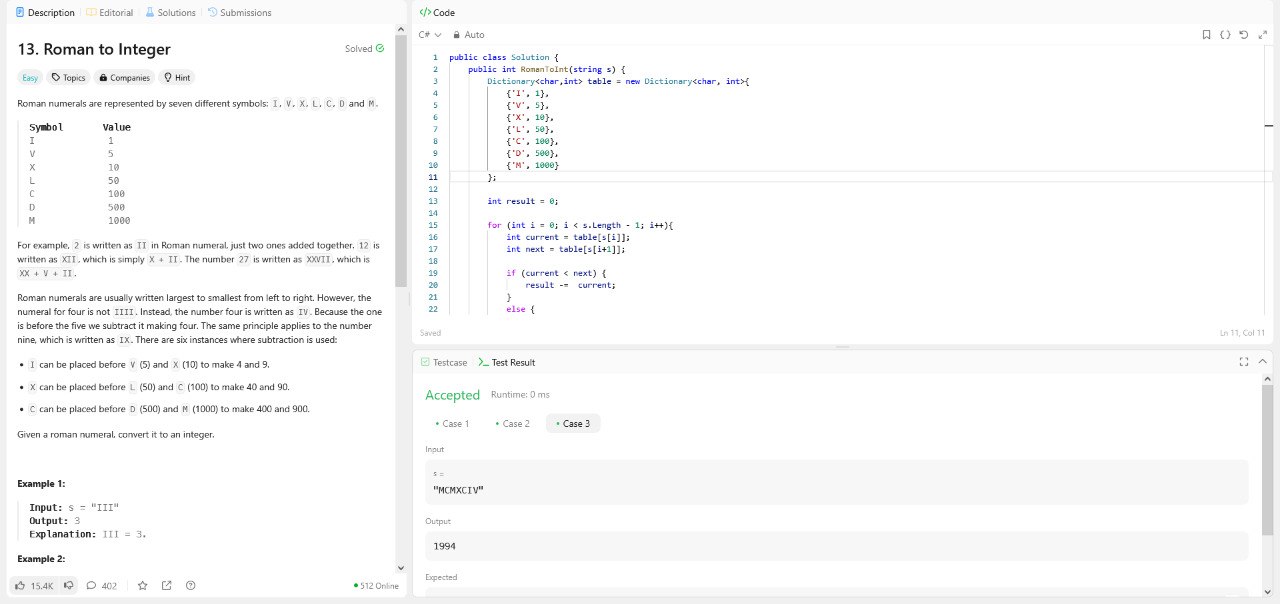 Description
Editorial
Solutions
Submissions
13. Roman to Integer
Solved
Easy
Topics
Companies
Hint
Roman numerals are represented by seven different symbols: I, V, X, L, C, D and M.
Symbol Value
I 1
V 5
X 10
L 50
C 100
D 500
M 1000
For example, 2 is written as II in Roman numeral, just two ones added together. 12 is
written as XII, which is simply X + II. The number 27 is written as XXVII, which is
XX + V + II.
Roman numerals are usually written largest to smallest from left to right. However, the
numeral for four is not IIII. Instead, the number four is written as IV. Because the one
is before the five we subtract it making four. The same principle applies to the number
nine, which is written as IX. There are six instances where subtraction is used:
• I can be placed before V (5) and X (10) to make 4 and 9.
• X can be placed before L (50) and C (100) to make 40 and 90.
• C can be placed before D (500) and M (1000) to make 400 and 900.
Given a roman numeral, convert it to an integer.
Example 1:
Input: s = "III"
Output: 3
Explanation: III = 3.
Example 2:
15.4K
402
512 Online
</> Code
C#
Auto
1 public class Solution {
2 public int RomanToInt(string s) {
3 Dictionary<char,int> table = new Dictionary<char, int>{
4 {'I', 1},
5 {'V', 5},
6 {'X', 10},
7 {'L', 50},
8 {'C', 100},
9 {'D', 500},
10 {'M', 1000}
11 };
12
13 int result = 0;
14
15 for (int i = 0; i < s.Length - 1; i++){
16 int current = table[s[i]];
17 int next = table[s[i+1]];
18
19 if (current < next) {
20 result -= current;
21 }
22 else {
Saved
Ln 11, Col 11
Testcase
Test Result
Accepted
Runtime: 0 ms
• Case 1
• Case 2
• Case 3
Input
s =
"MCMXCIV"
Output
1994
Expected